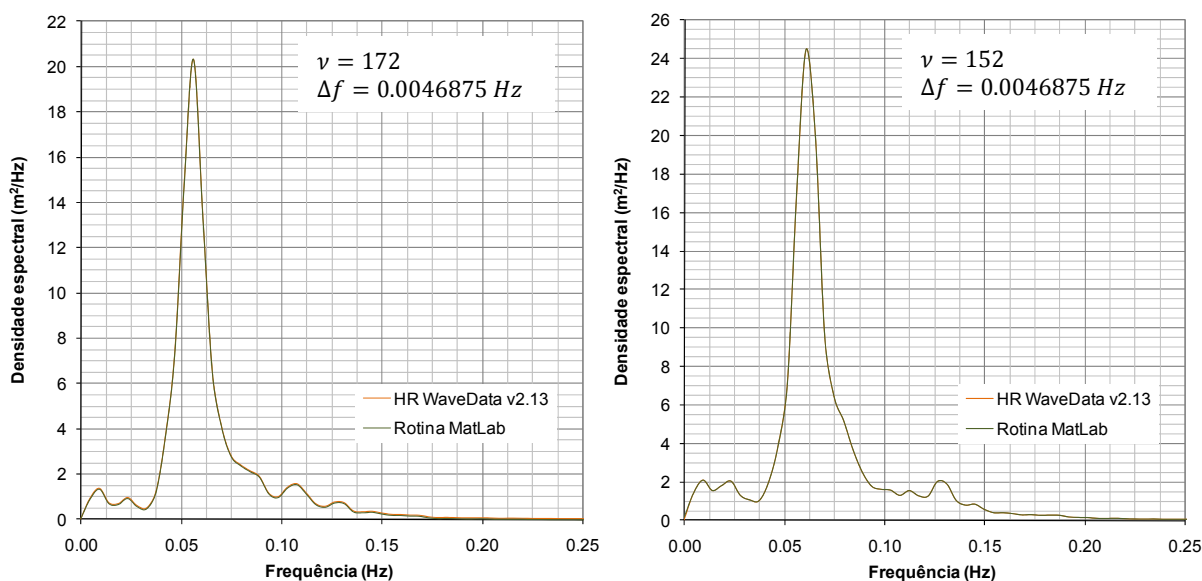 22
20
18
16
14
12
10
8
6
4
2
0
Densidade espectral (m²/Hz)
ν = 172
Δf = 0.0046875 Hz
HR WaveData v2.13
Rotina MatLab
0.00 0.05 0.10 0.15 0.20 0.25
Frequência (Hz)
26
24
22
20
18
16
14
12
10
8
6
4
2
0
Densidade espectral (m²/Hz)
ν = 152
Δf = 0.0046875 Hz
HR WaveData v2.13
Rotina MatLab
0.00 0.05 0.10 0.15 0.20 0.25
Frequência (Hz)